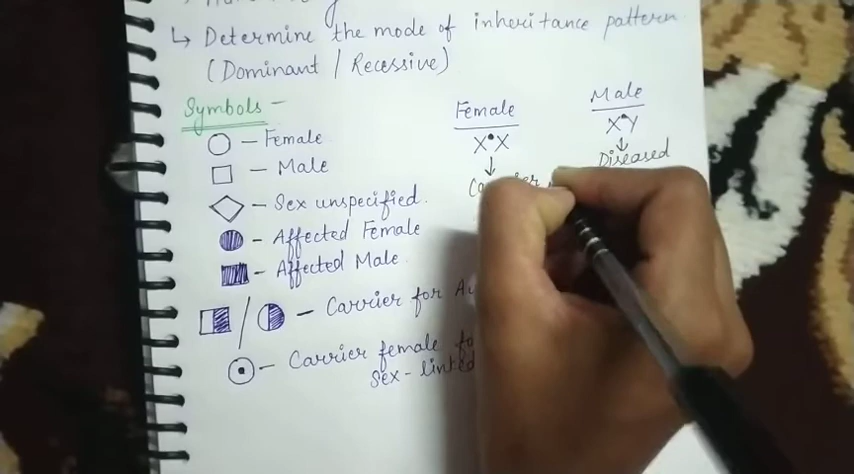 ↳ Determine the mode of inheritance pattern.
(Dominant / Recessive)
Symbols -
○ - Female
□ - Male
◇ - Sex unspecified.
- Affected Female
- Affected Male
/ - Carrier for
- Carrier female
Sex-linked
Female
X•X
↓
Male
X•Y
↓
Diseased